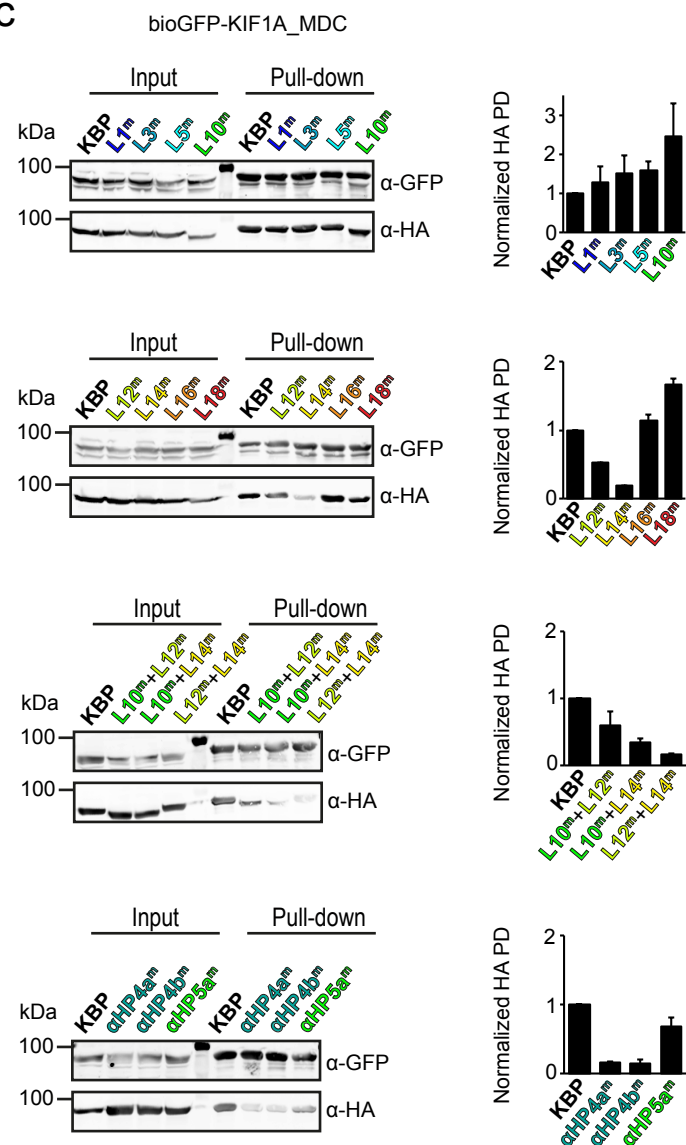 C
bioGFP-KIF1A_MDC
Input Pull-down
kDa KBP L1ᵐ L3ᵐ L5ᵐ L10ᵐ KBP L1ᵐ L3ᵐ L5ᵐ L10ᵐ
100 α-GFP
100 α-HA
Normalized HA PD
3
2
1
0
KBP L1ᵐ L3ᵐ L5ᵐ L10ᵐ
Input Pull-down
kDa KBP L12ᵐ L14ᵐ L16ᵐ L18ᵐ KBP L12ᵐ L14ᵐ L16ᵐ L18ᵐ
100 α-GFP
100 α-HA
Normalized HA PD
2
1
0
KBP L12ᵐ L14ᵐ L16ᵐ L18ᵐ
Input Pull-down
kDa KBP L10ᵐ+L12ᵐ L10ᵐ+L14ᵐ L12ᵐ+L14ᵐ KBP L10ᵐ+L12ᵐ L10ᵐ+L14ᵐ L12ᵐ+L14ᵐ
100 α-GFP
100 α-HA
Normalized HA PD
2
1
0
KBP L10ᵐ+L12ᵐ L10ᵐ+L14ᵐ L12ᵐ+L14ᵐ
Input Pull-down
kDa KBP αHP4aᵐ αHP4bᵐ αHP5aᵐ KBP αHP4aᵐ αHP4bᵐ αHP5aᵐ
100 α-GFP
100 α-HA
Normalized HA PD
2
1
0
KBP αHP4aᵐ αHP4bᵐ αHP5aᵐ